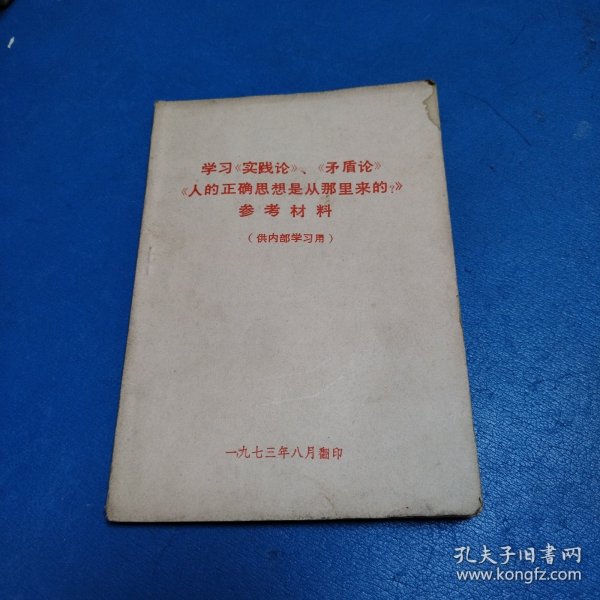 学习《实践论》、《矛盾论》
《人的正确思想是从那里来的?》
参考材料
(供内部学习用)
一九七三年八月翻印
孔夫子旧书网
www.kongfz.com